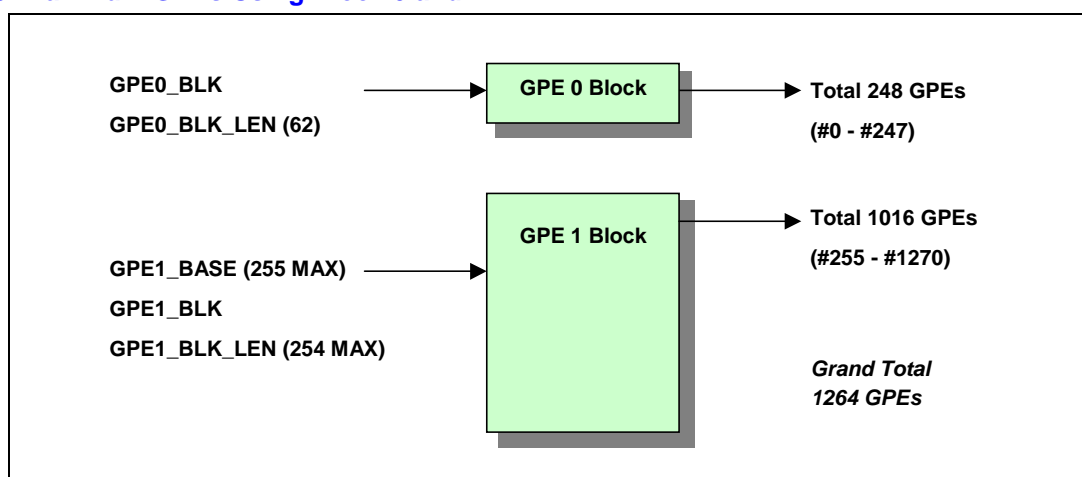 GPE0_BLK
GPE0_BLK_LEN (62)
GPE 0 Block
Total 248 GPEs
(#0 - #247)
GPE1_BASE (255 MAX)
GPE1_BLK
GPE1_BLK_LEN (254 MAX)
GPE 1 Block
Total 1016 GPEs
(#255 - #1270)
Grand Total
1264 GPEs